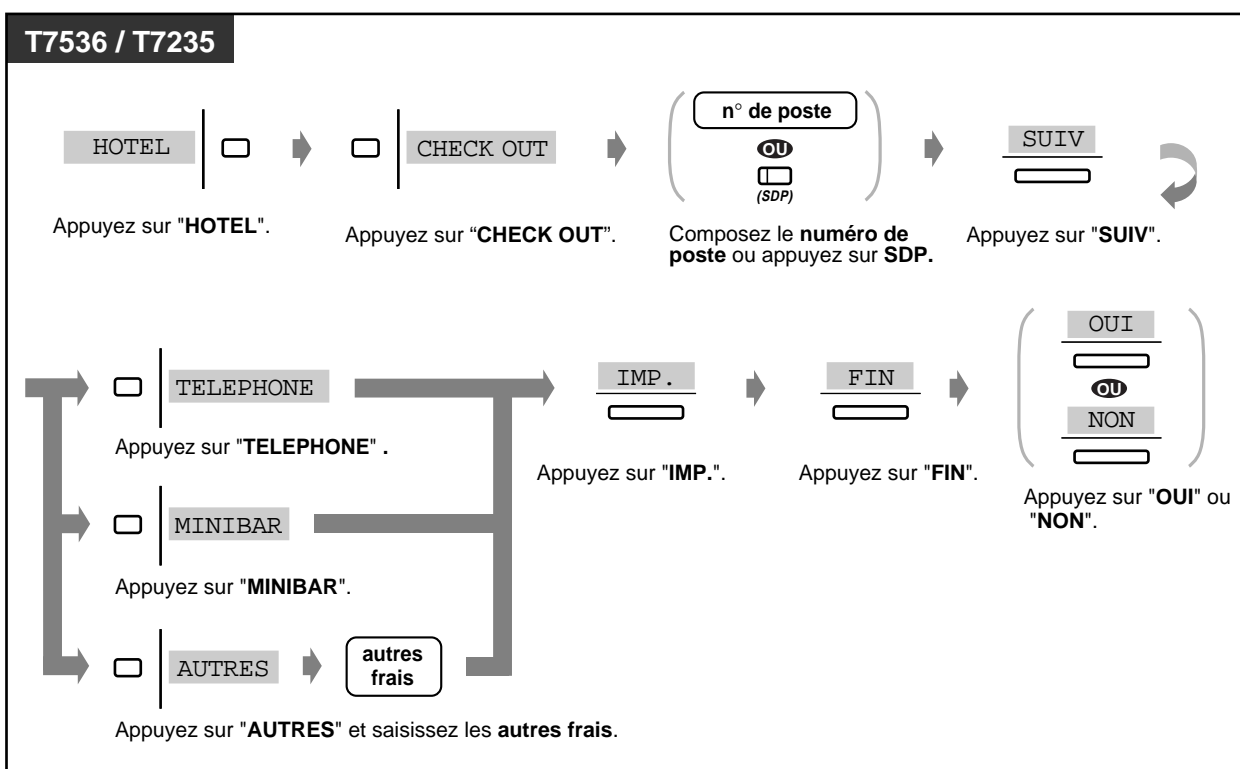 T7536 / T7235
HOTEL
CHECK OUT
n° de poste
OU
(SDP)
SUIV
Appuyez sur "HOTEL".
Appuyez sur “CHECK OUT”.
Composez le numéro de
poste ou appuyez sur SDP.
Appuyez sur "SUIV".
TELEPHONE
Appuyez sur "TELEPHONE" .
MINIBAR
Appuyez sur "MINIBAR".
AUTRES
autres
frais
Appuyez sur "AUTRES" et saisissez les autres frais.
IMP.
Appuyez sur "IMP.".
FIN
Appuyez sur "FIN".
OUI
OU
NON
Appuyez sur "OUI" ou
"NON".